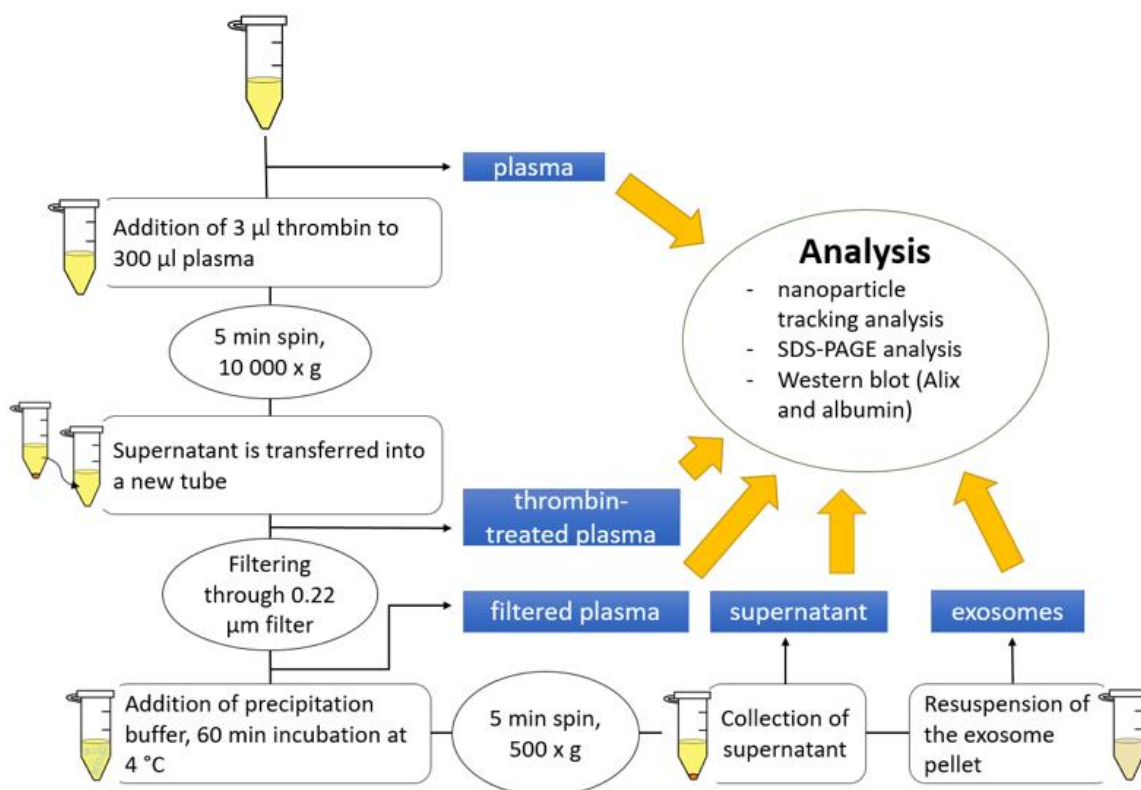 plasma
Addition of 3 µl thrombin to
300 µl plasma
5 min spin,
10 000 x g
Supernatant is transferred into
a new tube
thrombin-
treated plasma
Filtering
through 0.22
µm filter
filtered plasma
supernatant
exosomes
Addition of precipitation
buffer, 60 min incubation at
4 °C
5 min spin,
500 x g
Collection of
supernatant
Resuspension of
the exosome
pellet
Analysis
- nanoparticle
tracking analysis
- SDS-PAGE analysis
- Western blot (Alix
and albumin)